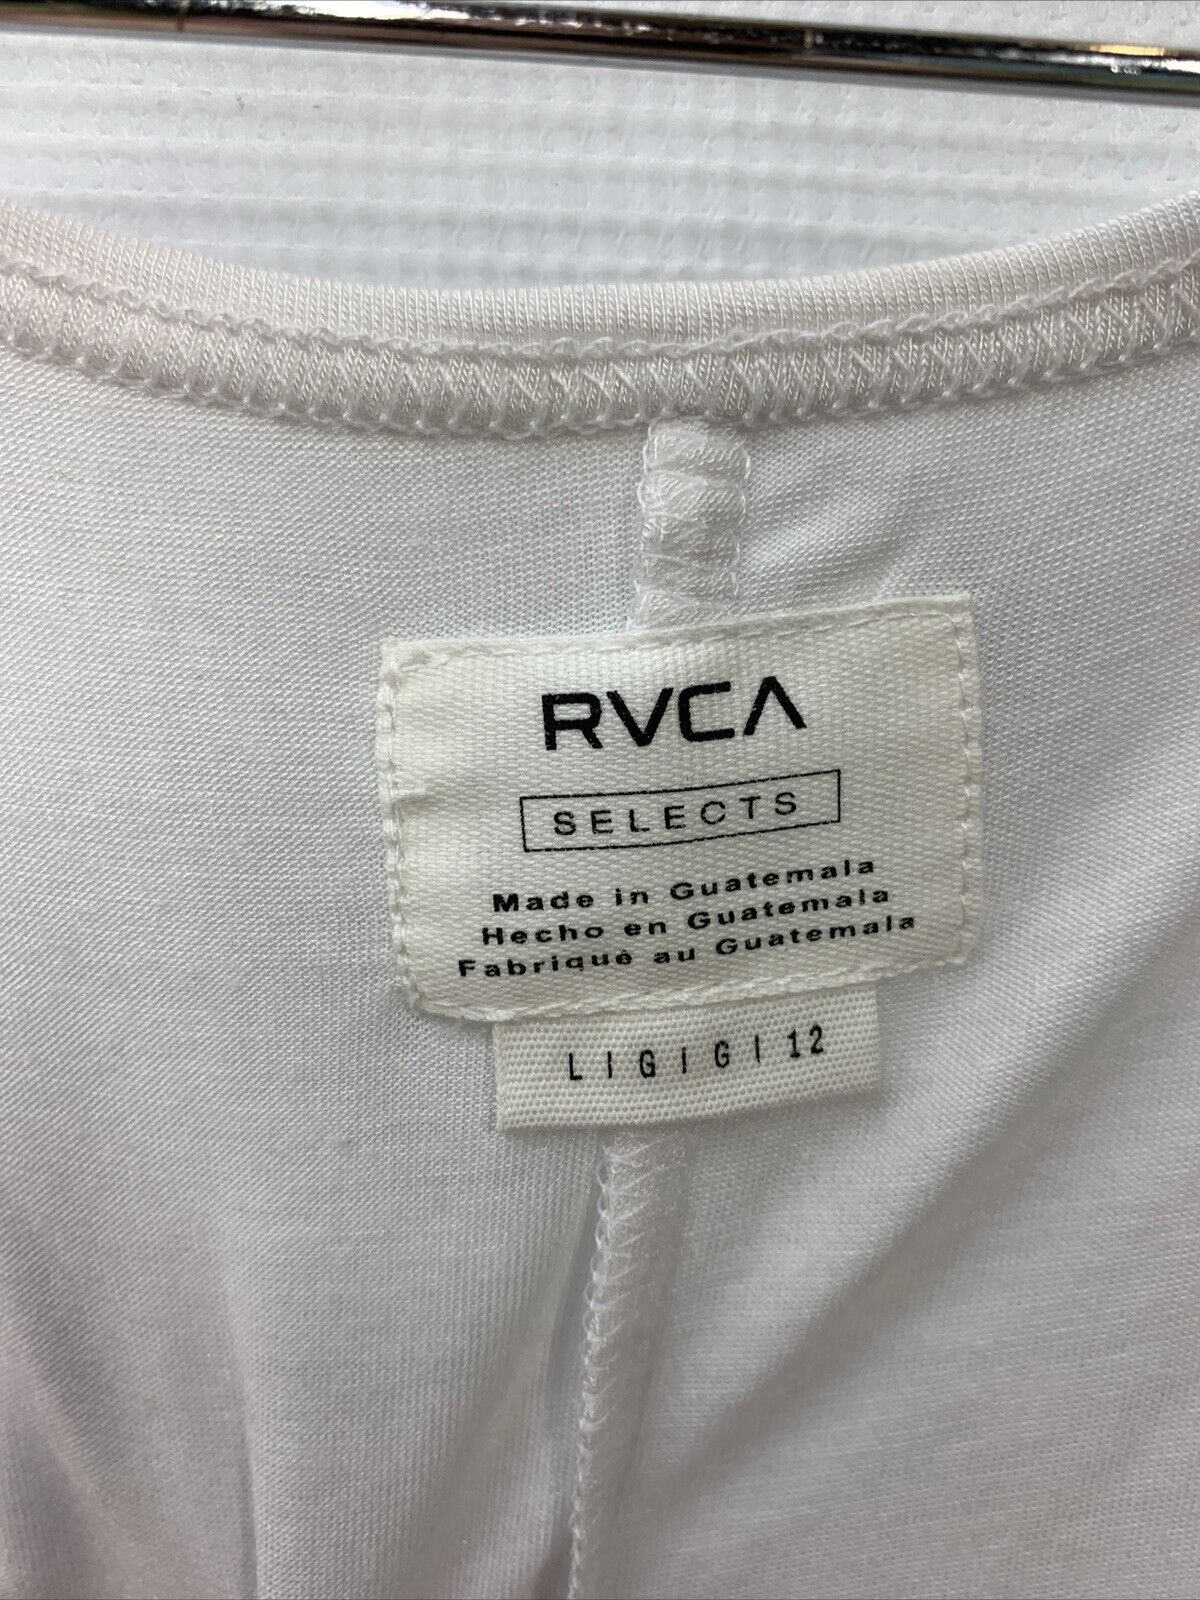 RVCA
SELECTS
Made in Guatemala
Hecho en Guatemala
Fabriqué au Guatemala
L | G | G | 12